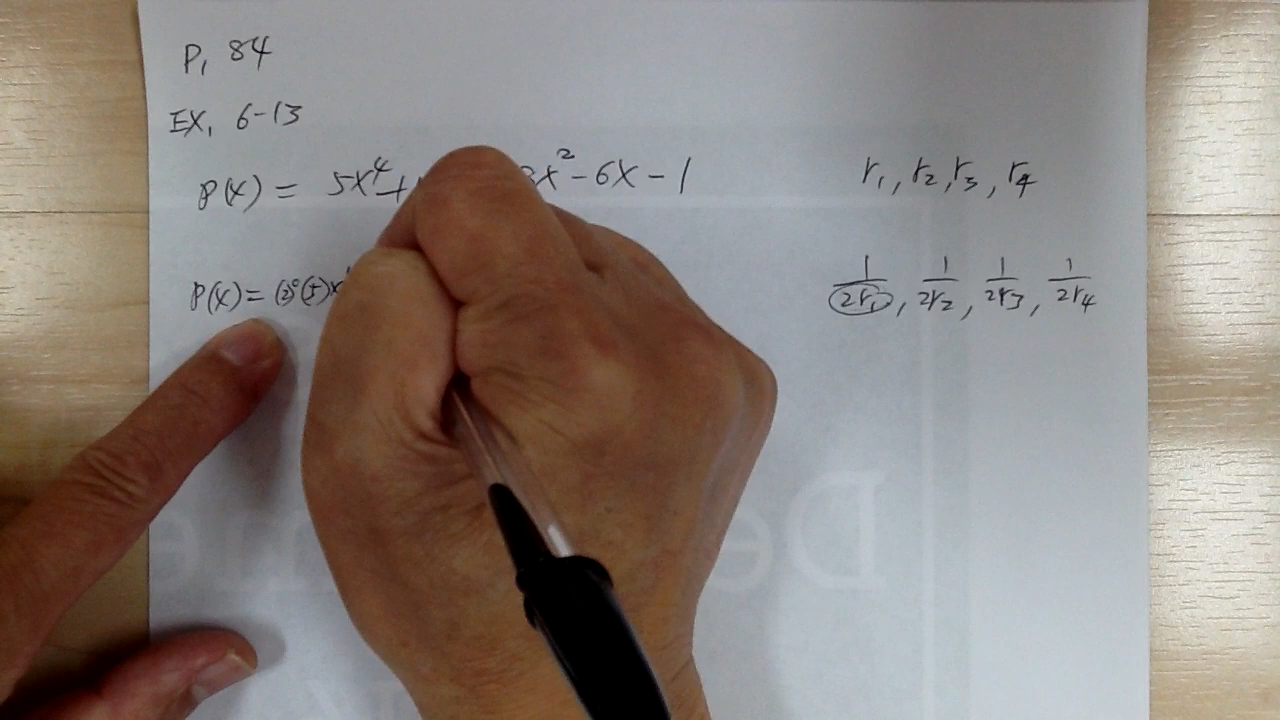 P, 84
EX, 6-13
P(x) = 5x⁴+ x²-6x-1 r₁, r₂, r₃, r₄
P(x) = (2)⁰(5)x 1/2r₁, 1/2r₂, 1/2r₃, 1/2r₄